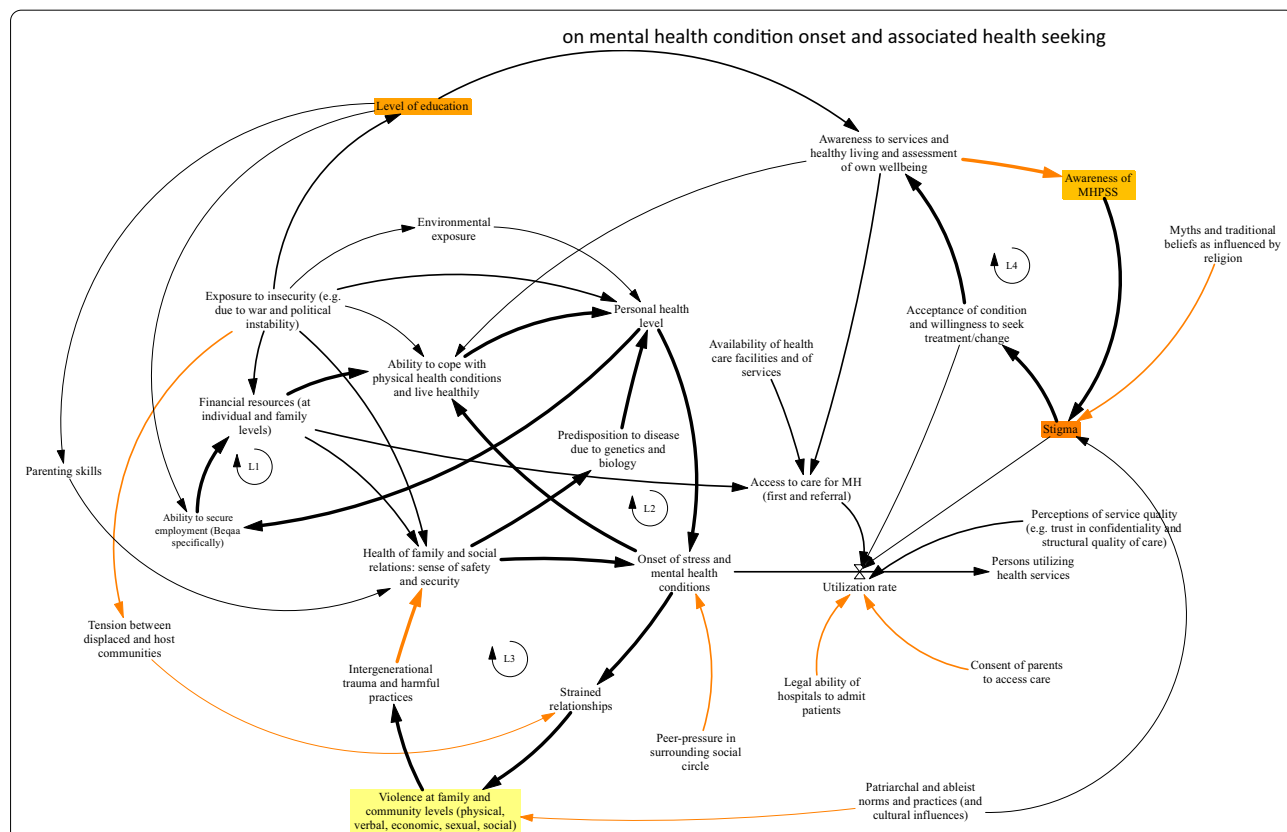 on mental health condition onset and associated health seeking
Level of education
Awareness to services and
healthy living and assessment
of own wellbeing
Awareness of
MHPSS
Environmental
exposure
Myths and traditional
beliefs as influenced by
religion
L4
Exposure to insecurity (e.g.
due to war and political
instability)
Personal health
level
Acceptance of condition
and willingness to seek
treatment/change
Availability of health
care facilities and of
services
Ability to cope with
physical health conditions
and live healthily
Financial resources (at
individual and family
levels)
Stigma
Predisposition to disease
due to genetics and
biology
L1
Parenting skills
Access to care for MH
(first and referral)
L2
Ability to secure
employment (Beqaa
specifically)
Perceptions of service quality
(e.g. trust in confidentiality and
structural quality of care)
Health of family and social
relations: sense of safety
and security
Onset of stress and
mental health
conditions
Persons utilizing
health services
Utilization rate
Tension between
displaced and host
communities
L3
Intergenerational
trauma and harmful
practices
Strained
relationships
Legal ability of
hospitals to admit
patients
Consent of parents
to access care
Peer-pressure in
surrounding social
circle
Violence at family and
community levels (physical,
verbal, economic, sexual, social)
Patriarchal and ableist
norms and practices (and
cultural influences)